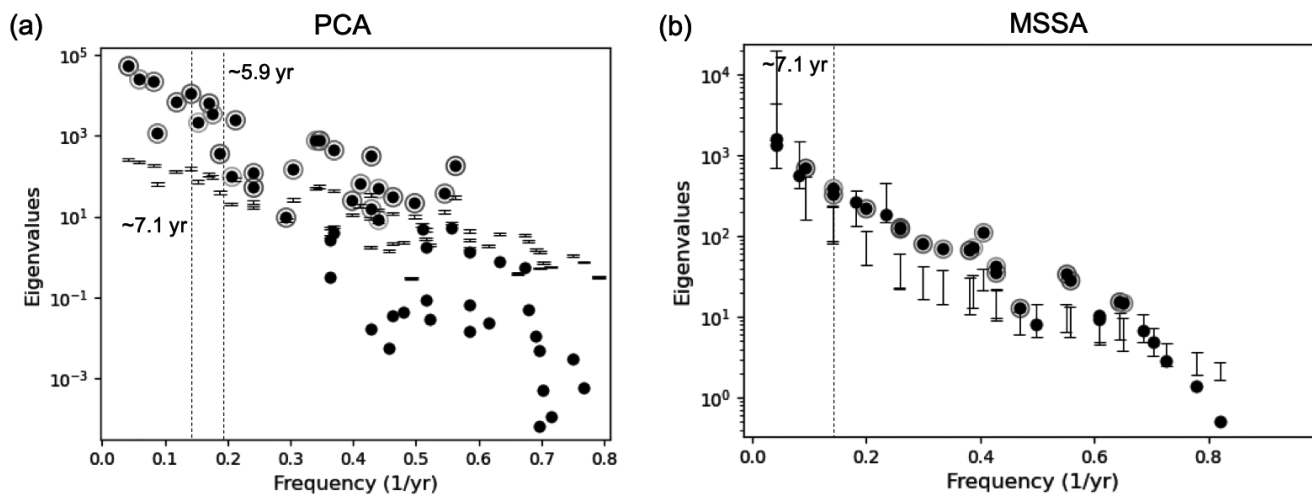 (a) PCA
10^5
10^3
10^1
10^-1
10^-3
Eigenvalues
~5.9 yr
~7.1 yr
0.0 0.1 0.2 0.3 0.4 0.5 0.6 0.7 0.8
Frequency (1/yr)
(b) MSSA
10^4
10^3
10^2
10^1
10^0
Eigenvalues
~7.1 yr
0.0 0.2 0.4 0.6 0.8
Frequency (1/yr)